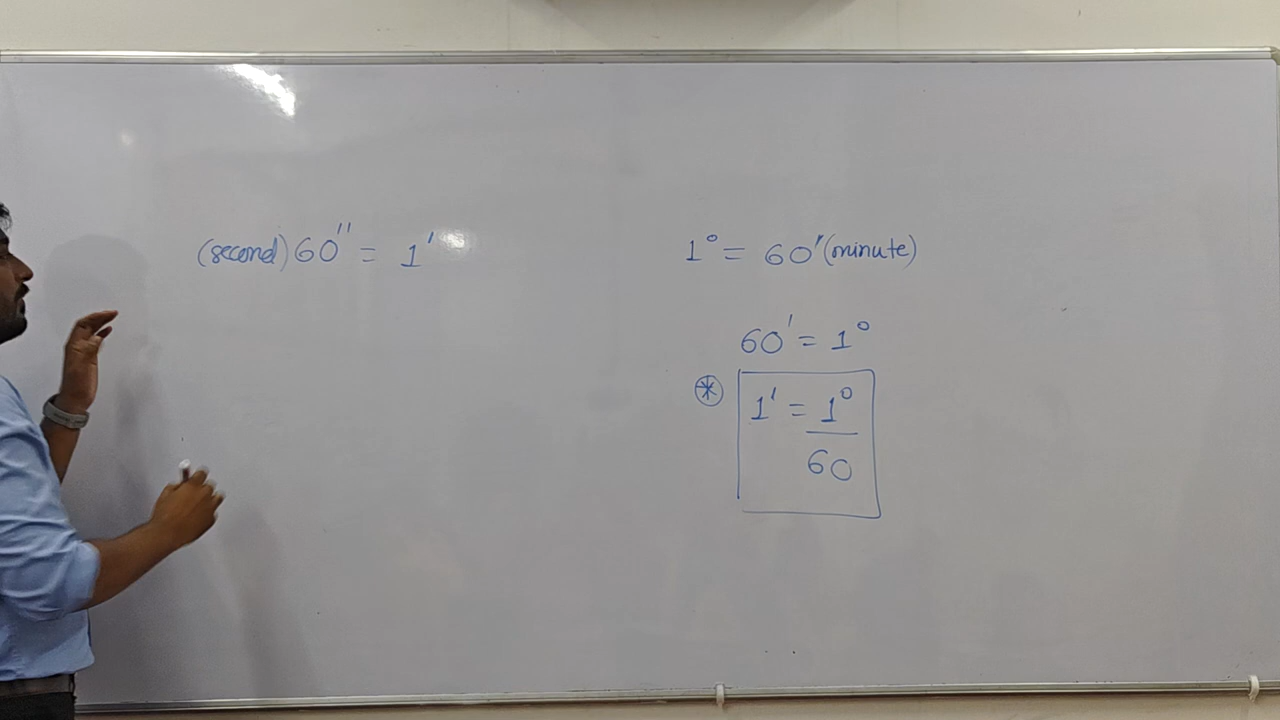 (second) 60'' = 1'
1° = 60' (minute)
60' = 1°
* 1' = 1°
60